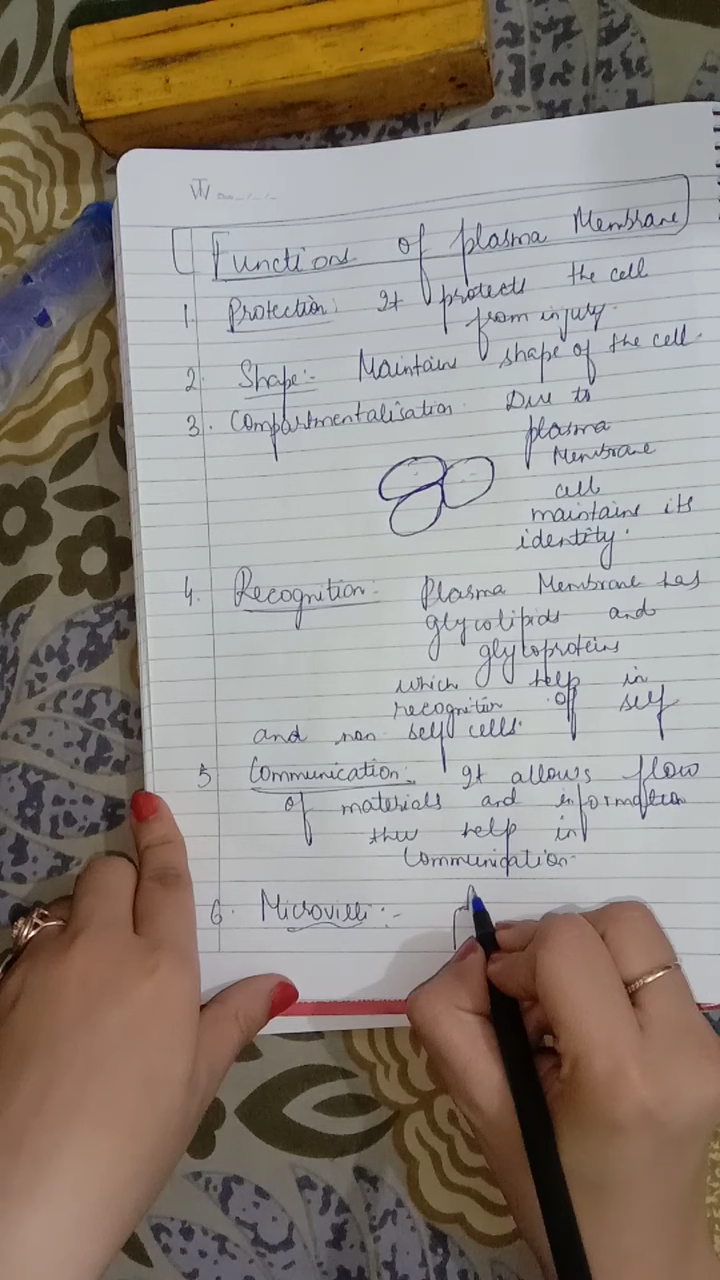 Functions of plasma Membrane
1. Protection: It protects the cell
from injury.
2. Shape:- Maintains shape of the cell.
3. Compartmentalisation. Due to
plasma
Membrane
cell
maintains its
identity.
4. Recognition: Plasma Membrane has
glycolipids and
glycoproteins
which help in
recognition of self
and non self cells.
5 Communication:- It allows flow
of materials and information
thus help in
Communication-
6. Microvilli:-